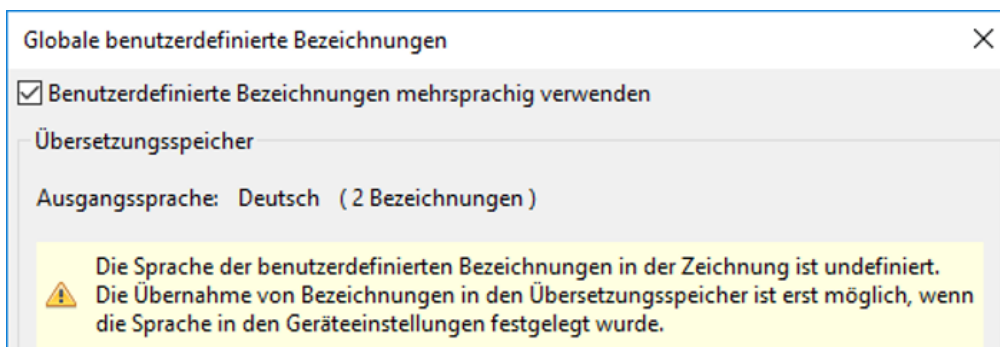 Globale benutzerdefinierte Bezeichnungen
Benutzerdefinierte Bezeichnungen mehrsprachig verwenden
Übersetzungsspeicher
Ausgangssprache: Deutsch ( 2 Bezeichnungen )
Die Sprache der benutzerdefinierten Bezeichnungen in der Zeichnung ist undefiniert.
Die Übernahme von Bezeichnungen in den Übersetzungsspeicher ist erst möglich, wenn
die Sprache in den Geräteeinstellungen festgelegt wurde.